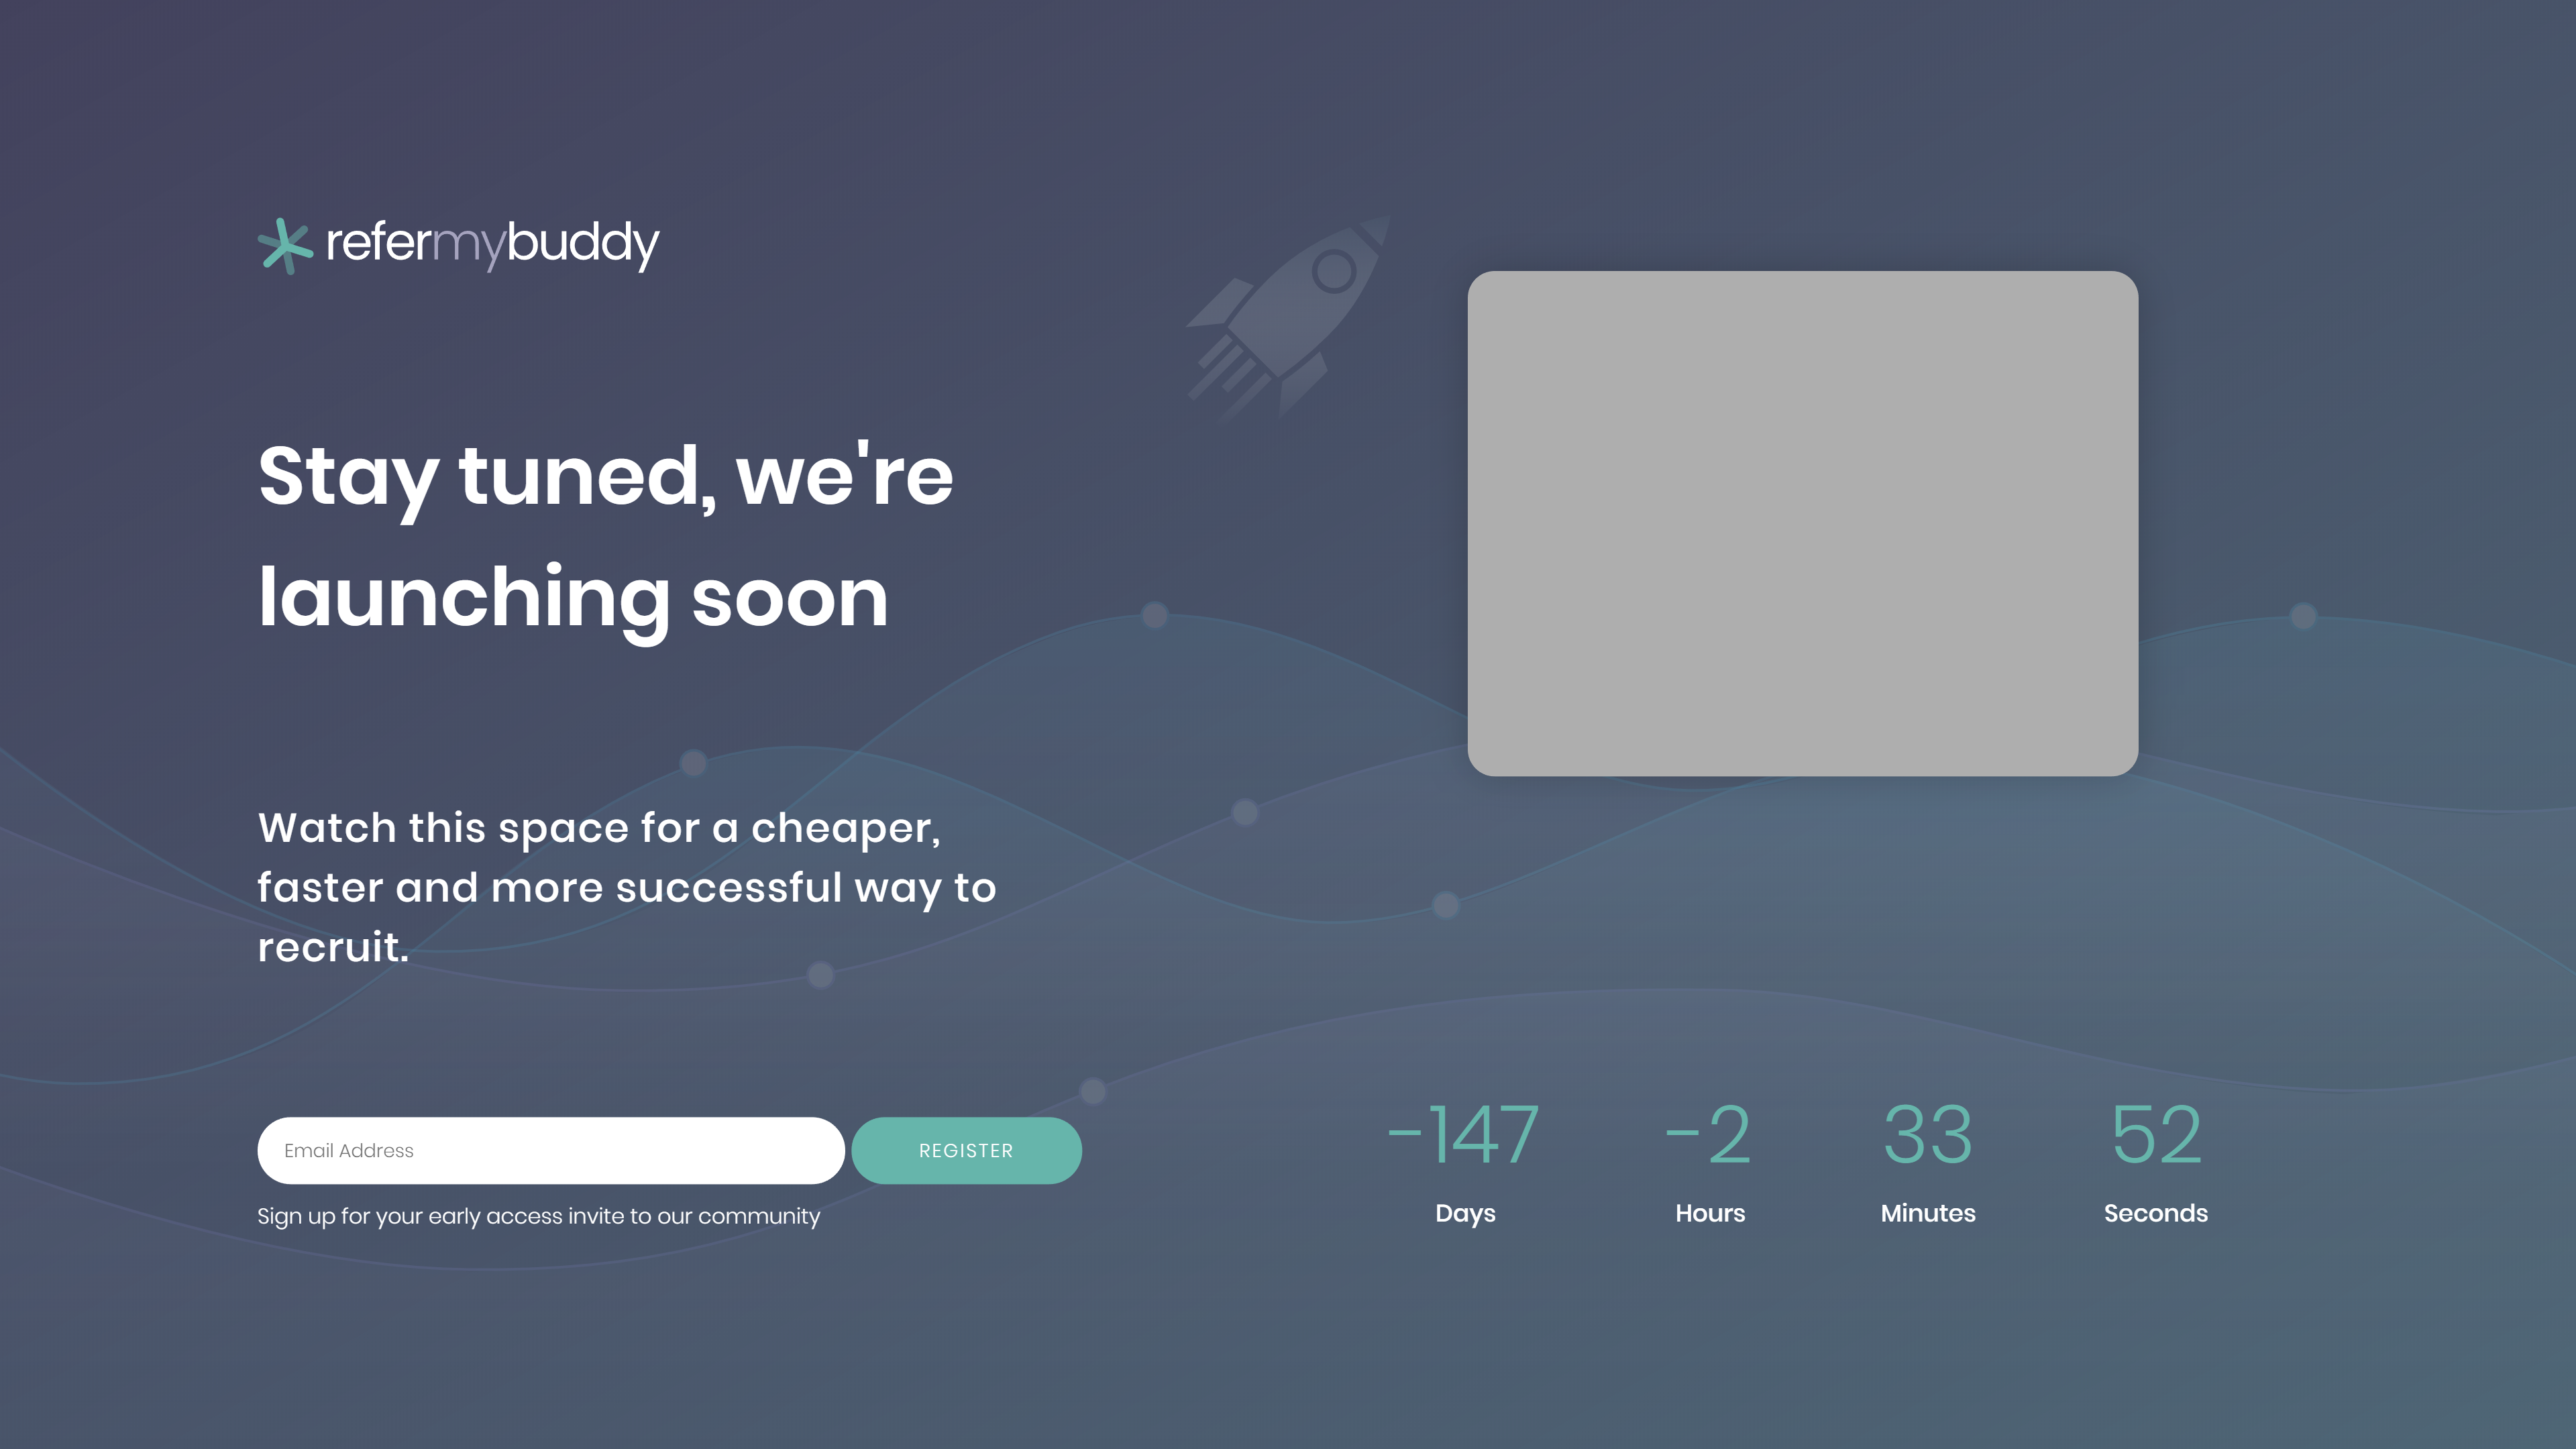 refermybuddy
Stay tuned, we're
launching soon
Watch this space for a cheaper,
faster and more successful way to
recruit.
Email Address
REGISTER
Sign up for your early access invite to our community
-147 -2 33 52
Days Hours Minutes Seconds